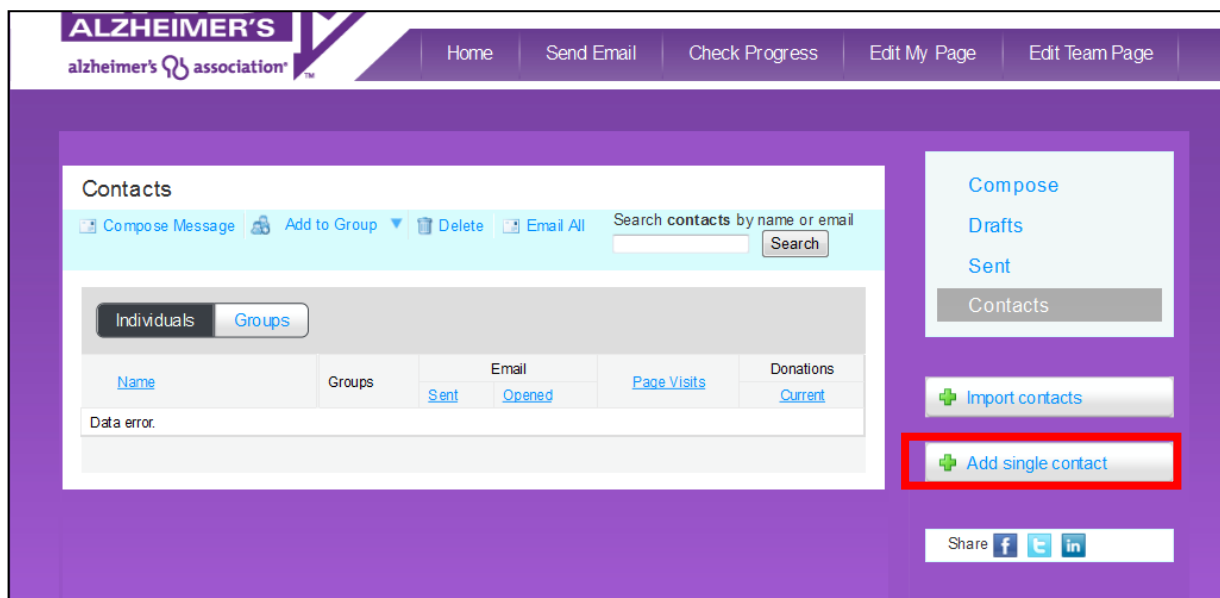 ALZHEIMER'S
alzheimer's association®
TM
Home Send Email Check Progress Edit My Page Edit Team Page
Contacts
Compose Message Add to Group Delete Email All
Search contacts by name or email
Search
Individuals Groups
Name Groups Email Page Visits Donations
Sent Opened Current
Data error.
Compose
Drafts
Sent
Contacts
Import contacts
Add single contact
Share f t in